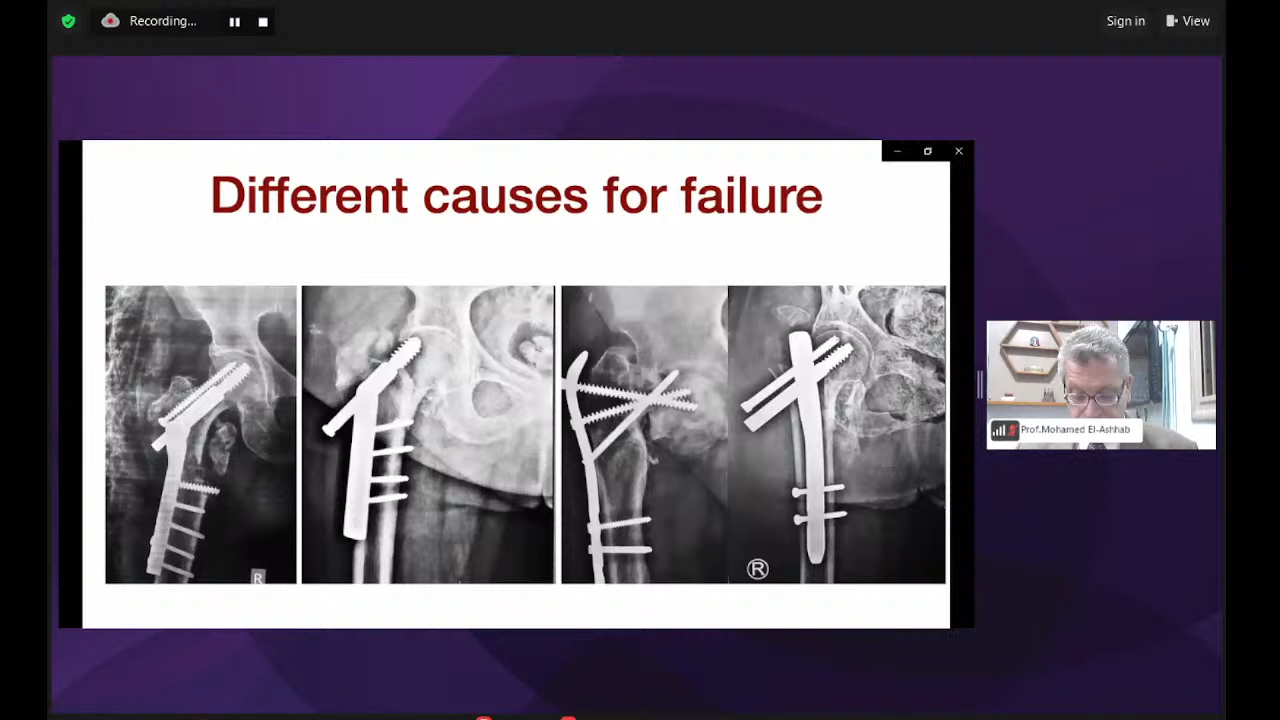 Recording...
Sign in
View
Different causes for failure
R
R
Prof.Mohamed El-Ashhab